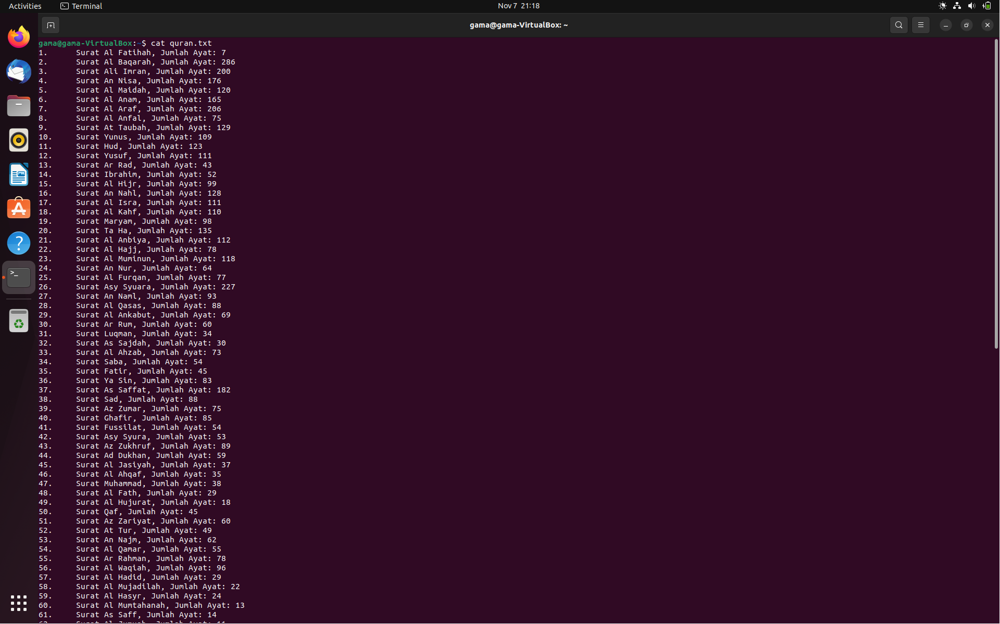 Activities
Terminal
Nov 7 21:18
gama@gama-VirtualBox: ~
gama@gama-VirtualBox:~$ cat quran.txt
1. Surat Al Fatihah, Jumlah Ayat: 7
2. Surat Al Baqarah, Jumlah Ayat: 286
3. Surat Ali Imran, Jumlah Ayat: 200
4. Surat An Nisa, Jumlah Ayat: 176
5. Surat Al Maidah, Jumlah Ayat: 120
6. Surat Al Anam, Jumlah Ayat: 165
7. Surat Al Araf, Jumlah Ayat: 206
8. Surat Al Anfal, Jumlah Ayat: 75
9. Surat At Taubah, Jumlah Ayat: 129
10. Surat Yunus, Jumlah Ayat: 109
11. Surat Hud, Jumlah Ayat: 123
12. Surat Yusuf, Jumlah Ayat: 111
13. Surat Ar Rad, Jumlah Ayat: 43
14. Surat Ibrahim, Jumlah Ayat: 52
15. Surat Al Hijr, Jumlah Ayat: 99
16. Surat An Nahl, Jumlah Ayat: 128
17. Surat Al Isra, Jumlah Ayat: 111
18. Surat Al Kahf, Jumlah Ayat: 110
19. Surat Maryam, Jumlah Ayat: 98
20. Surat Ta Ha, Jumlah Ayat: 135
21. Surat Al Anbiya, Jumlah Ayat: 112
22. Surat Al Hajj, Jumlah Ayat: 78
23. Surat Al Muminun, Jumlah Ayat: 118
24. Surat An Nur, Jumlah Ayat: 64
25. Surat Al Furqan, Jumlah Ayat: 77
26. Surat Asy Syuara, Jumlah Ayat: 227
27. Surat An Naml, Jumlah Ayat: 93
28. Surat Al Qasas, Jumlah Ayat: 88
29. Surat Al Ankabut, Jumlah Ayat: 69
30. Surat Ar Rum, Jumlah Ayat: 60
31. Surat Luqman, Jumlah Ayat: 34
32. Surat As Sajdah, Jumlah Ayat: 30
33. Surat Al Ahzab, Jumlah Ayat: 73
34. Surat Saba, Jumlah Ayat: 54
35. Surat Fatir, Jumlah Ayat: 45
36. Surat Ya Sin, Jumlah Ayat: 83
37. Surat As Saffat, Jumlah Ayat: 182
38. Surat Sad, Jumlah Ayat: 88
39. Surat Az Zumar, Jumlah Ayat: 75
40. Surat Ghafir, Jumlah Ayat: 85
41. Surat Fussilat, Jumlah Ayat: 54
42. Surat Asy Syura, Jumlah Ayat: 53
43. Surat Az Zukhruf, Jumlah Ayat: 89
44. Surat Ad Dukhan, Jumlah Ayat: 59
45. Surat Al Jasiyah, Jumlah Ayat: 37
46. Surat Al Ahqaf, Jumlah Ayat: 35
47. Surat Muhammad, Jumlah Ayat: 38
48. Surat Al Fath, Jumlah Ayat: 29
49. Surat Al Hujurat, Jumlah Ayat: 18
50. Surat Qaf, Jumlah Ayat: 45
51. Surat Az Zariyat, Jumlah Ayat: 60
52. Surat At Tur, Jumlah Ayat: 49
53. Surat An Najm, Jumlah Ayat: 62
54. Surat Al Qamar, Jumlah Ayat: 55
55. Surat Ar Rahman, Jumlah Ayat: 78
56. Surat Al Waqiah, Jumlah Ayat: 96
57. Surat Al Hadid, Jumlah Ayat: 29
58. Surat Al Mujadilah, Jumlah Ayat: 22
59. Surat Al Hasyr, Jumlah Ayat: 24
60. Surat Al Mumtahanah, Jumlah Ayat: 13
61. Surat As Saff, Jumlah Ayat: 14